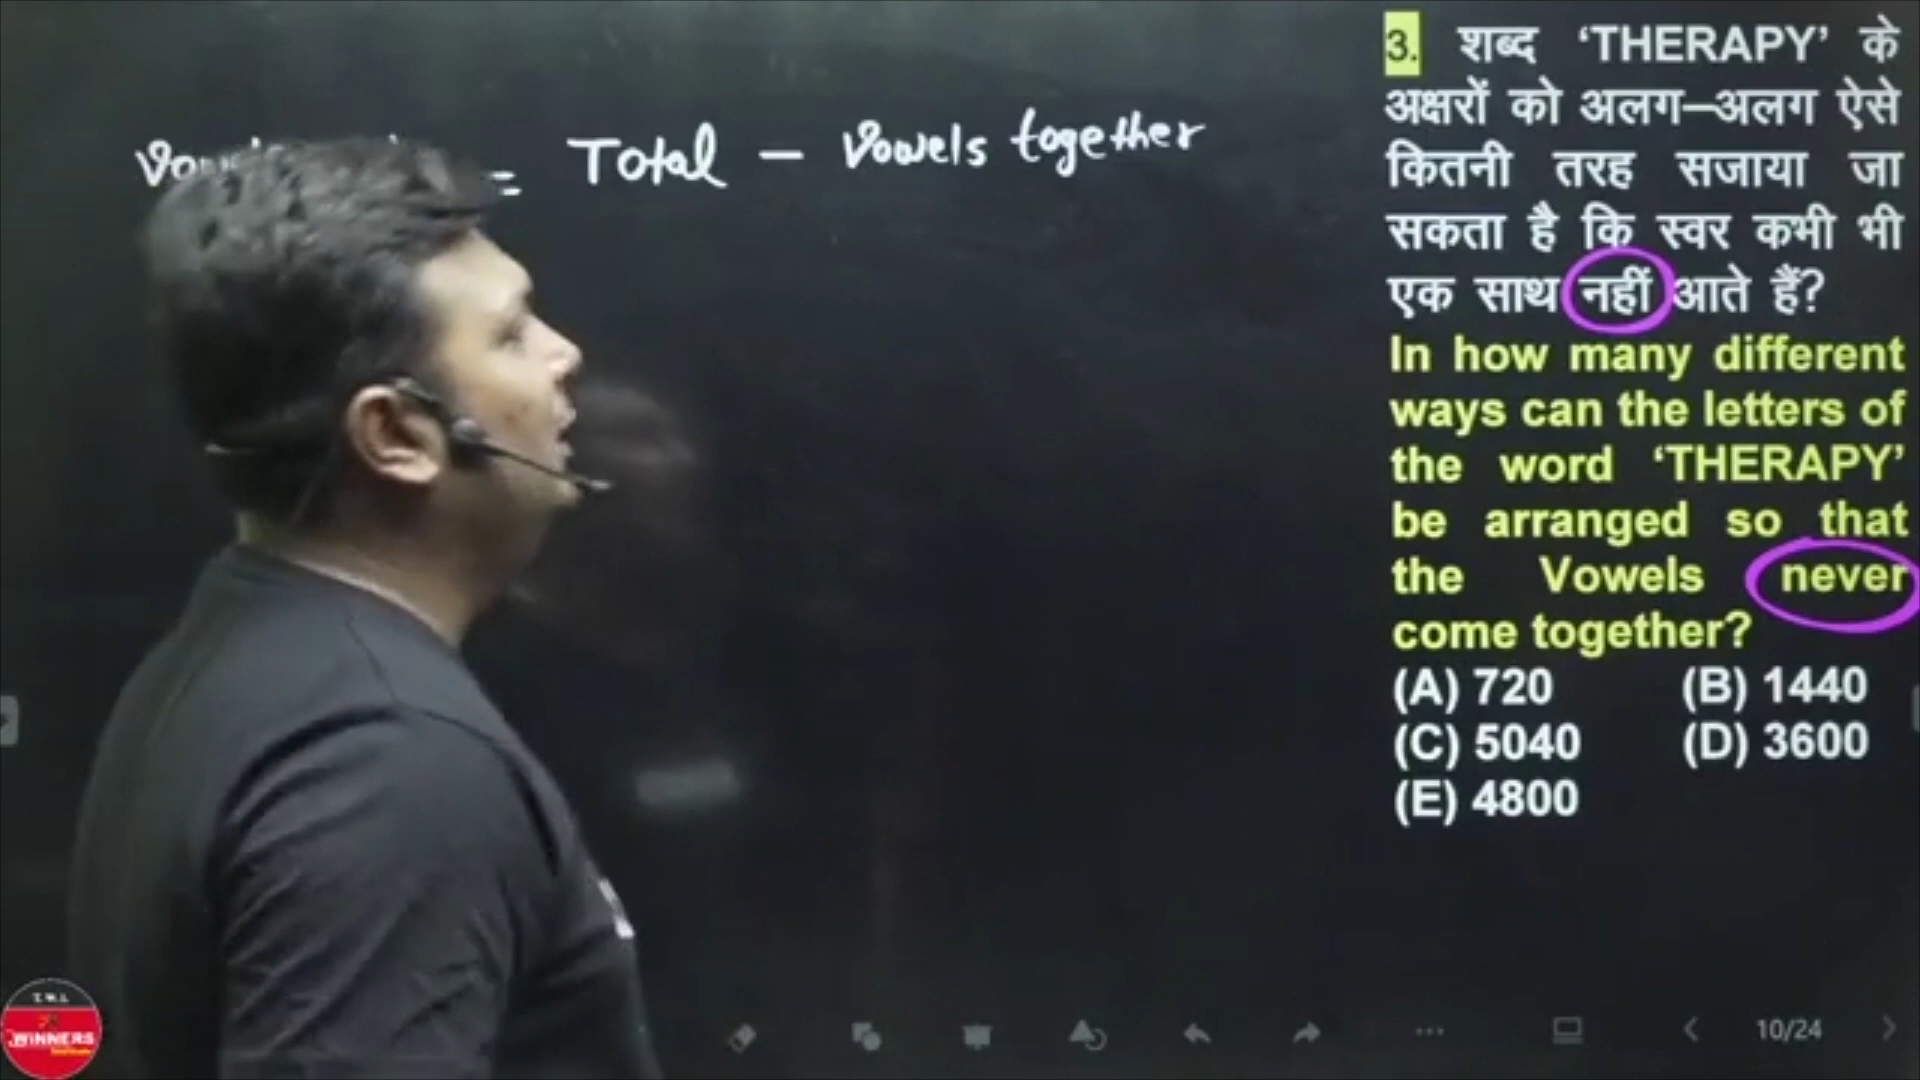 = Total - Vowels together
3. शब्द ‘THERAPY’ के
अक्षरों को अलग–अलग ऐसे
कितनी तरह सजाया जा
सकता है कि स्वर कभी भी
एक साथ नहीं आते हैं?
In how many different
ways can the letters of
the word ‘THERAPY’
be arranged so that
the Vowels never
come together?
(A) 720 (B) 1440
(C) 5040 (D) 3600
(E) 4800
WINNERS
10/24